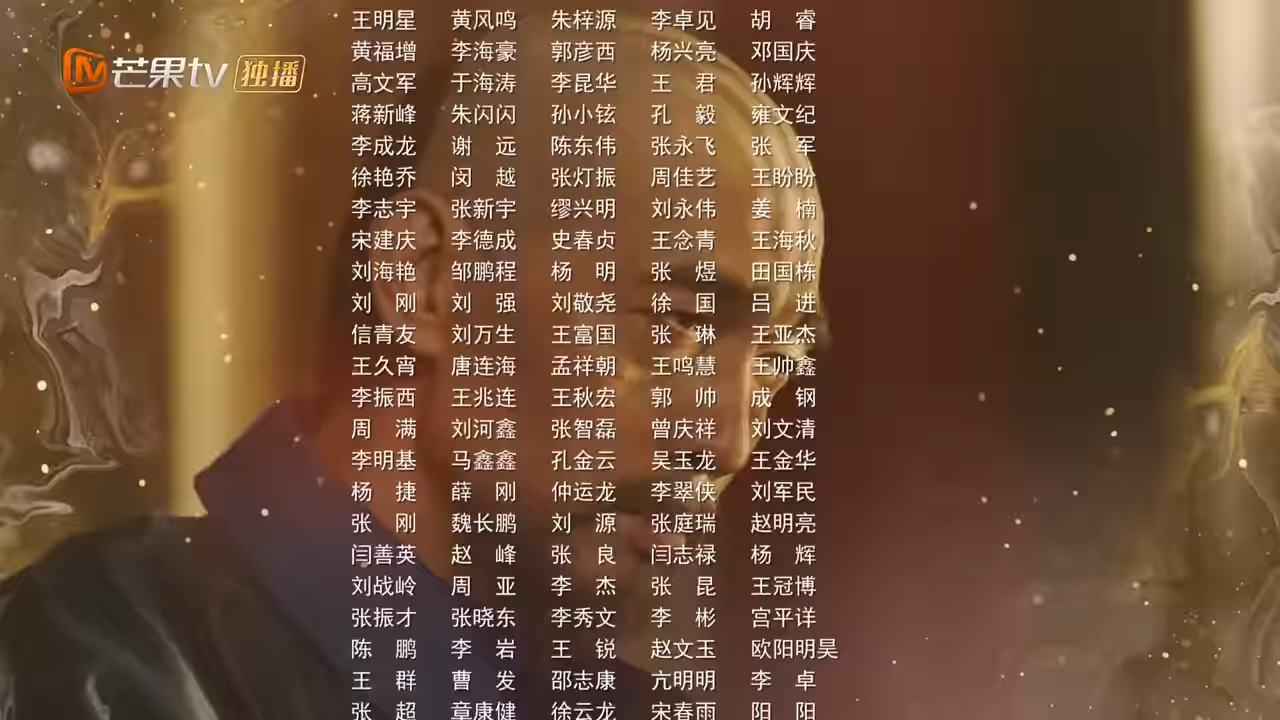 王明星 黄风鸣 朱梓源 李卓见 胡 睿
黄福增 李海豪 郭彦西 杨兴亮 邓国庆
芒果tv 独播
高文军 于海涛 李昆华 王 君 孙辉辉
蒋新峰 朱闪闪 孙小铉 孔 毅 雍文纪
李成龙 谢 远 陈东伟 张永飞 张 军
徐艳乔 闵 越 张灯振 周佳艺 王盼盼
李志宇 张新宇 缪兴明 刘永伟 姜 楠
宋建庆 李德成 史春贞 王念青 王海秋
刘海艳 邹鹏程 杨 明 张 煜 田国栋
刘 刚 刘 强 刘敬尧 徐 国 吕 进
信青友 刘万生 王富国 张 琳 王亚杰
王久宵 唐连海 孟祥朝 王鸣慧 王帅鑫
李振西 王兆连 王秋宏 郭 帅 成 钢
周 满 刘河鑫 张智磊 曾庆祥 刘文清
李明基 马鑫鑫 孔金云 吴玉龙 王金华
杨 捷 薛 刚 仲运龙 李翠侠 刘军民
张 刚 魏长鹏 刘 源 张庭瑞 赵明亮
闫善英 赵 峰 张 良 闫志禄 杨 辉
刘战岭 周 亚 李 杰 张 昆 王冠博
张振才 张晓东 李秀文 李 彬 宫平详
陈 鹏 李 岩 王 锐 赵文玉 欧阳明昊
王 群 曹 发 邵志康 亢明明 李 卓
张 超 章康健 徐云龙 宋春雨 阳 阳